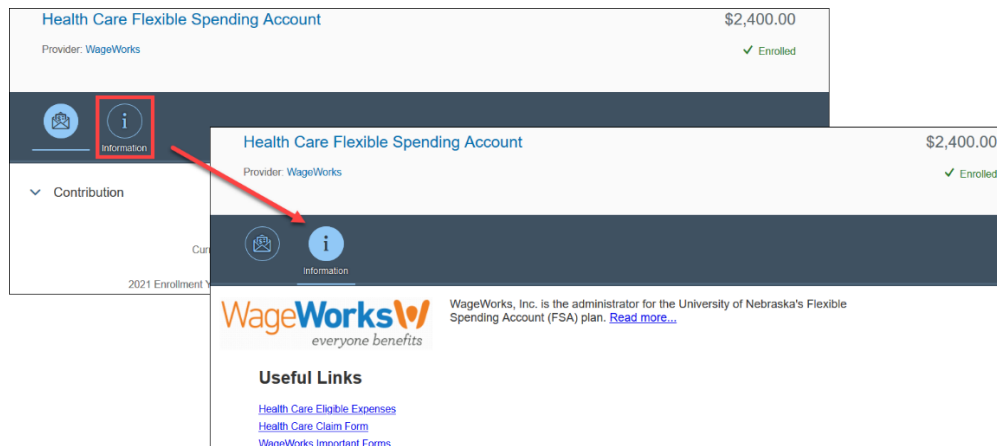 Health Care Flexible Spending Account
$2,400.00
Provider: WageWorks
✓ Enrolled
Information
Contribution
Cur
2021 Enrollment Y
Health Care Flexible Spending Account
$2,400.00
Provider: WageWorks
✓ Enrolled
Information
WageWorks
everyone benefits
WageWorks, Inc. is the administrator for the University of Nebraska's Flexible
Spending Account (FSA) plan. Read more...
Useful Links
Health Care Eligible Expenses
Health Care Claim Form
WageWorks Important Forms